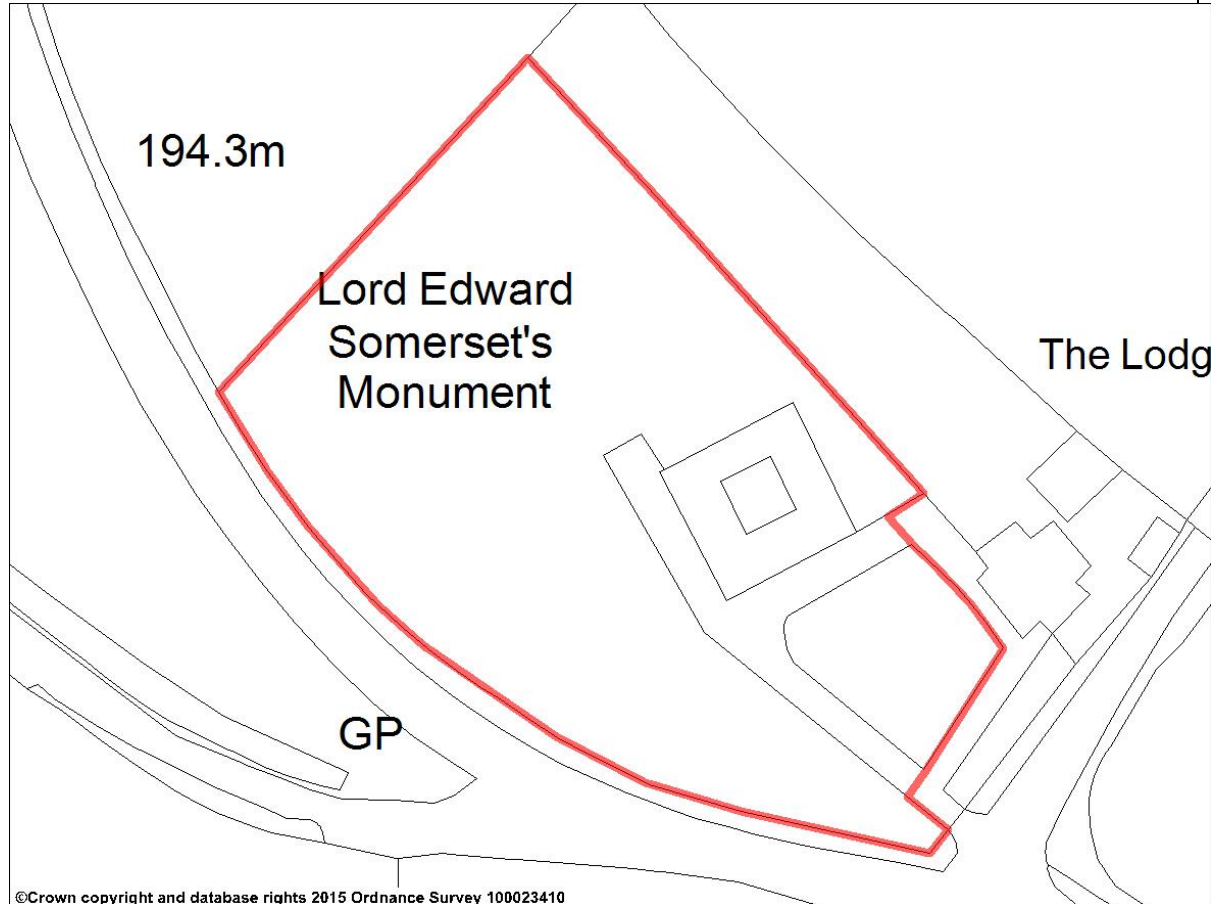 194.3m
Lord Edward
Somerset's
Monument
The Lodg
GP
©Crown copyright and database rights 2015 Ordnance Survey 100023410